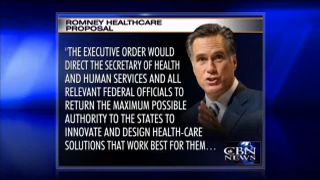 ROMNEY HEALTHCARE
PROPOSAL
"THE EXECUTIVE ORDER WOULD
DIRECT THE SECRETARY OF HEALTH
AND HUMAN SERVICES AND ALL
RELEVANT FEDERAL OFFICIALS TO
RETURN THE MAXIMUM POSSIBLE
AUTHORITY TO THE STATES TO
INNOVATE AND DESIGN HEALTH-CARE
SOLUTIONS THAT WORK BEST FOR THEM...
CBN
NEWS